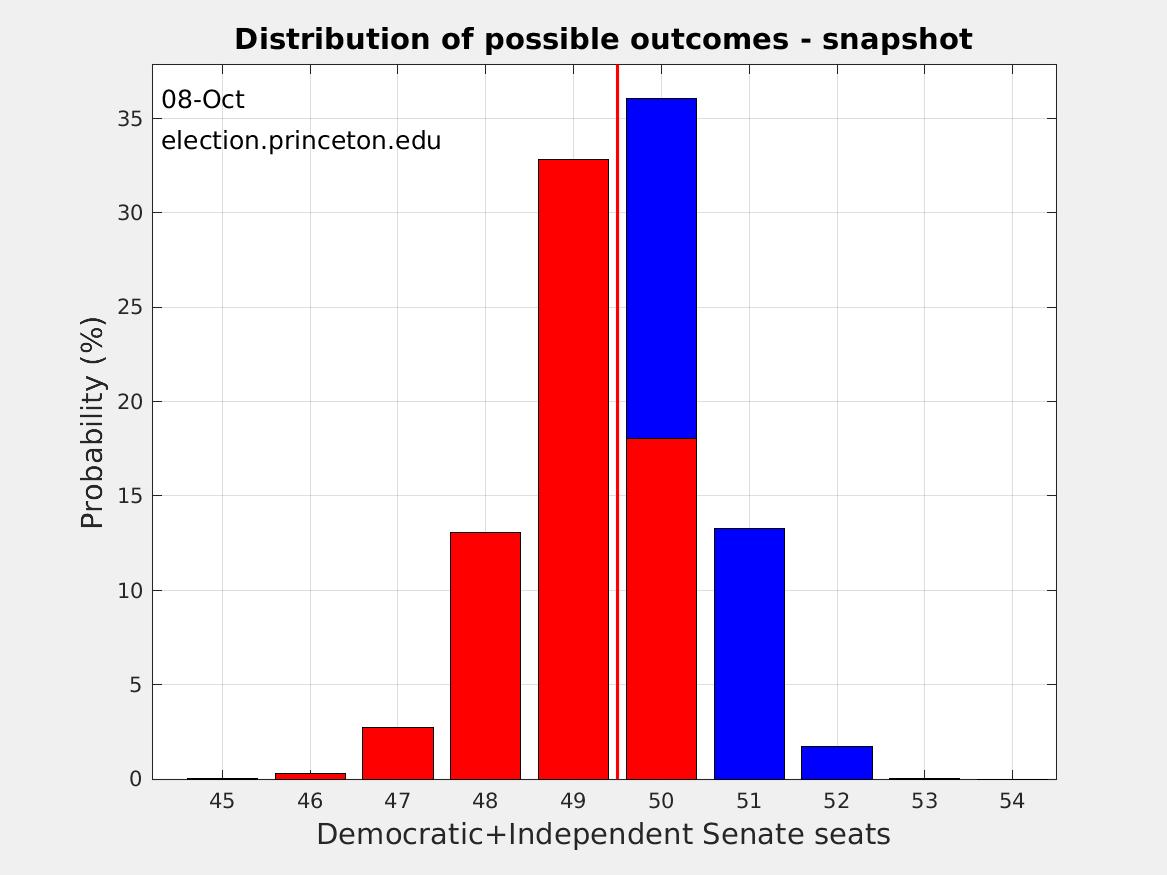 Distribution of possible outcomes - snapshot
08-Oct
election.princeton.edu
35
30
25
20
15
10
5
0
Probability (%)
45 46 47 48 49 50 51 52 53 54
Democratic+Independent Senate seats